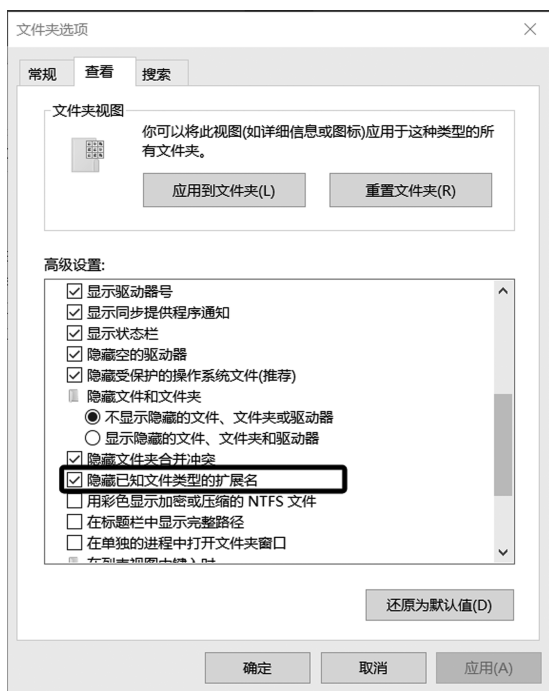 文件夹选项
常规
查看
搜索
文件夹视图
你可以将此视图(如详细信息或图标)应用于这种类型的所
有文件夹。
应用到文件夹(L)
重置文件夹(R)
高级设置:
显示驱动器号
显示同步提供程序通知
显示状态栏
隐藏空的驱动器
隐藏受保护的操作系统文件(推荐)
隐藏文件和文件夹
不显示隐藏的文件、文件夹或驱动器
显示隐藏的文件、文件夹和驱动器
隐藏文件夹合并冲突
隐藏已知文件类型的扩展名
用彩色显示加密或压缩的 NTFS 文件
在标题栏中显示完整路径
在单独的进程中打开文件夹窗口
在列表视图中键入时
还原为默认值(D)
确定
取消
应用(A)